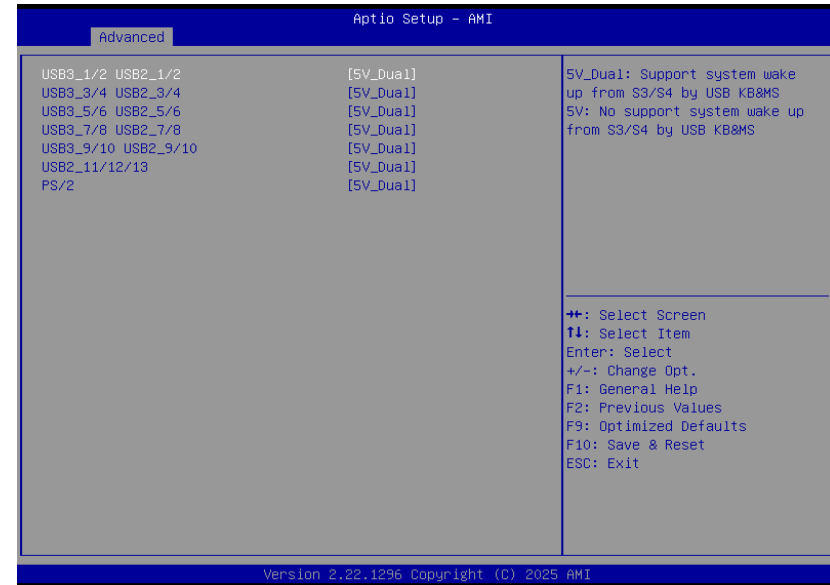 Aptio Setup - AMI
Advanced
USB3_1/2 USB2_1/2 [5V_Dual]
USB3_3/4 USB2_3/4 [5V_Dual]
USB3_5/6 USB2_5/6 [5V_Dual]
USB3_7/8 USB2_7/8 [5V_Dual]
USB3_9/10 USB2_9/10 [5V_Dual]
USB2_11/12/13 [5V_Dual]
PS/2 [5V_Dual]
5V_Dual: Support system wake
up from S3/S4 by USB KB&MS
5V: No support system wake up
from S3/S4 by USB KB&MS
→←: Select Screen
↑↓: Select Item
Enter: Select
+/-: Change Opt.
F1: General Help
F2: Previous Values
F9: Optimized Defaults
F10: Save & Reset
ESC: Exit
Version 2.22.1296 Copyright (C) 2025 AMI